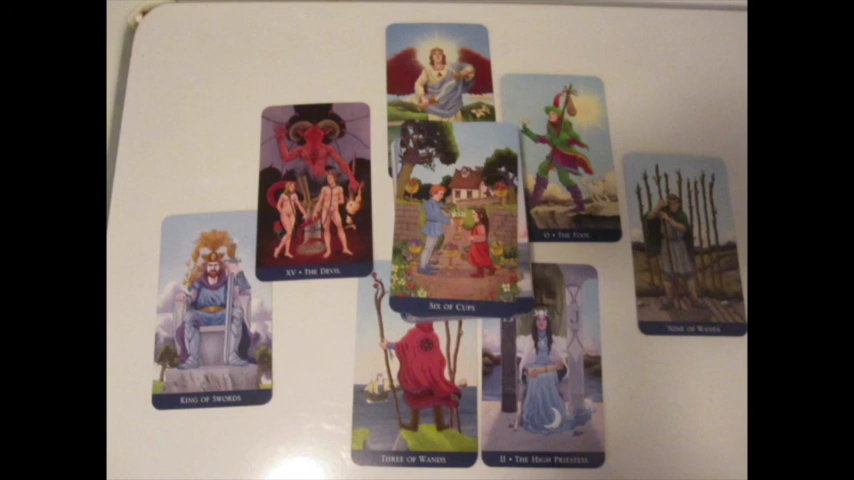 0 • THE FOOL
XV • THE DEVIL
SIX OF CUPS
NINE OF WANDS
KING OF SWORDS
THREE OF WANDS
II • THE HIGH PRIESTESS